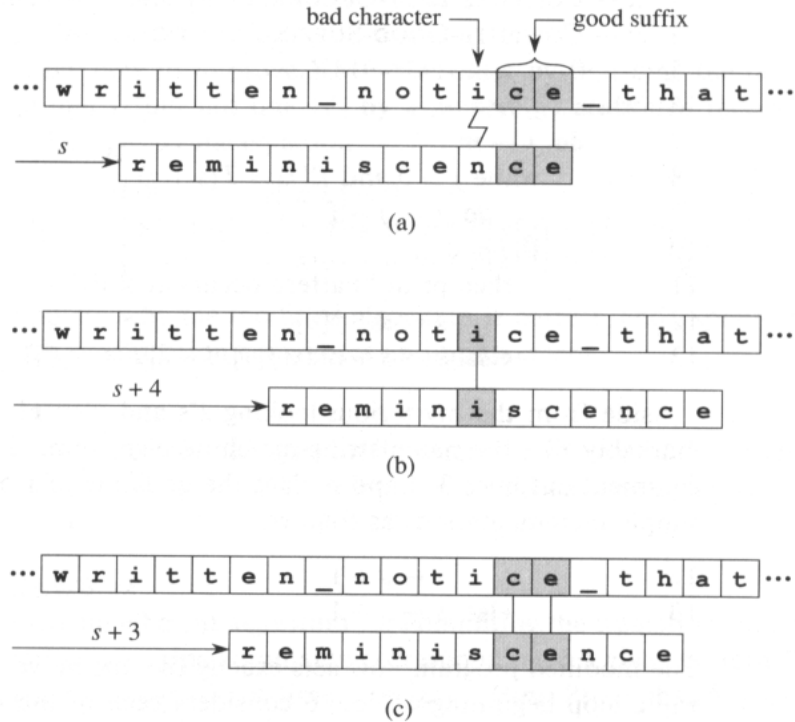 bad character good suffix
··· w r i t t e n _ n o t i c e _ t h a t ···
s r e m i n i s c e n c e
(a)
··· w r i t t e n _ n o t i c e _ t h a t ···
s + 4 r e m i n i s c e n c e
(b)
··· w r i t t e n _ n o t i c e _ t h a t ···
s + 3 r e m i n i s c e n c e
(c)